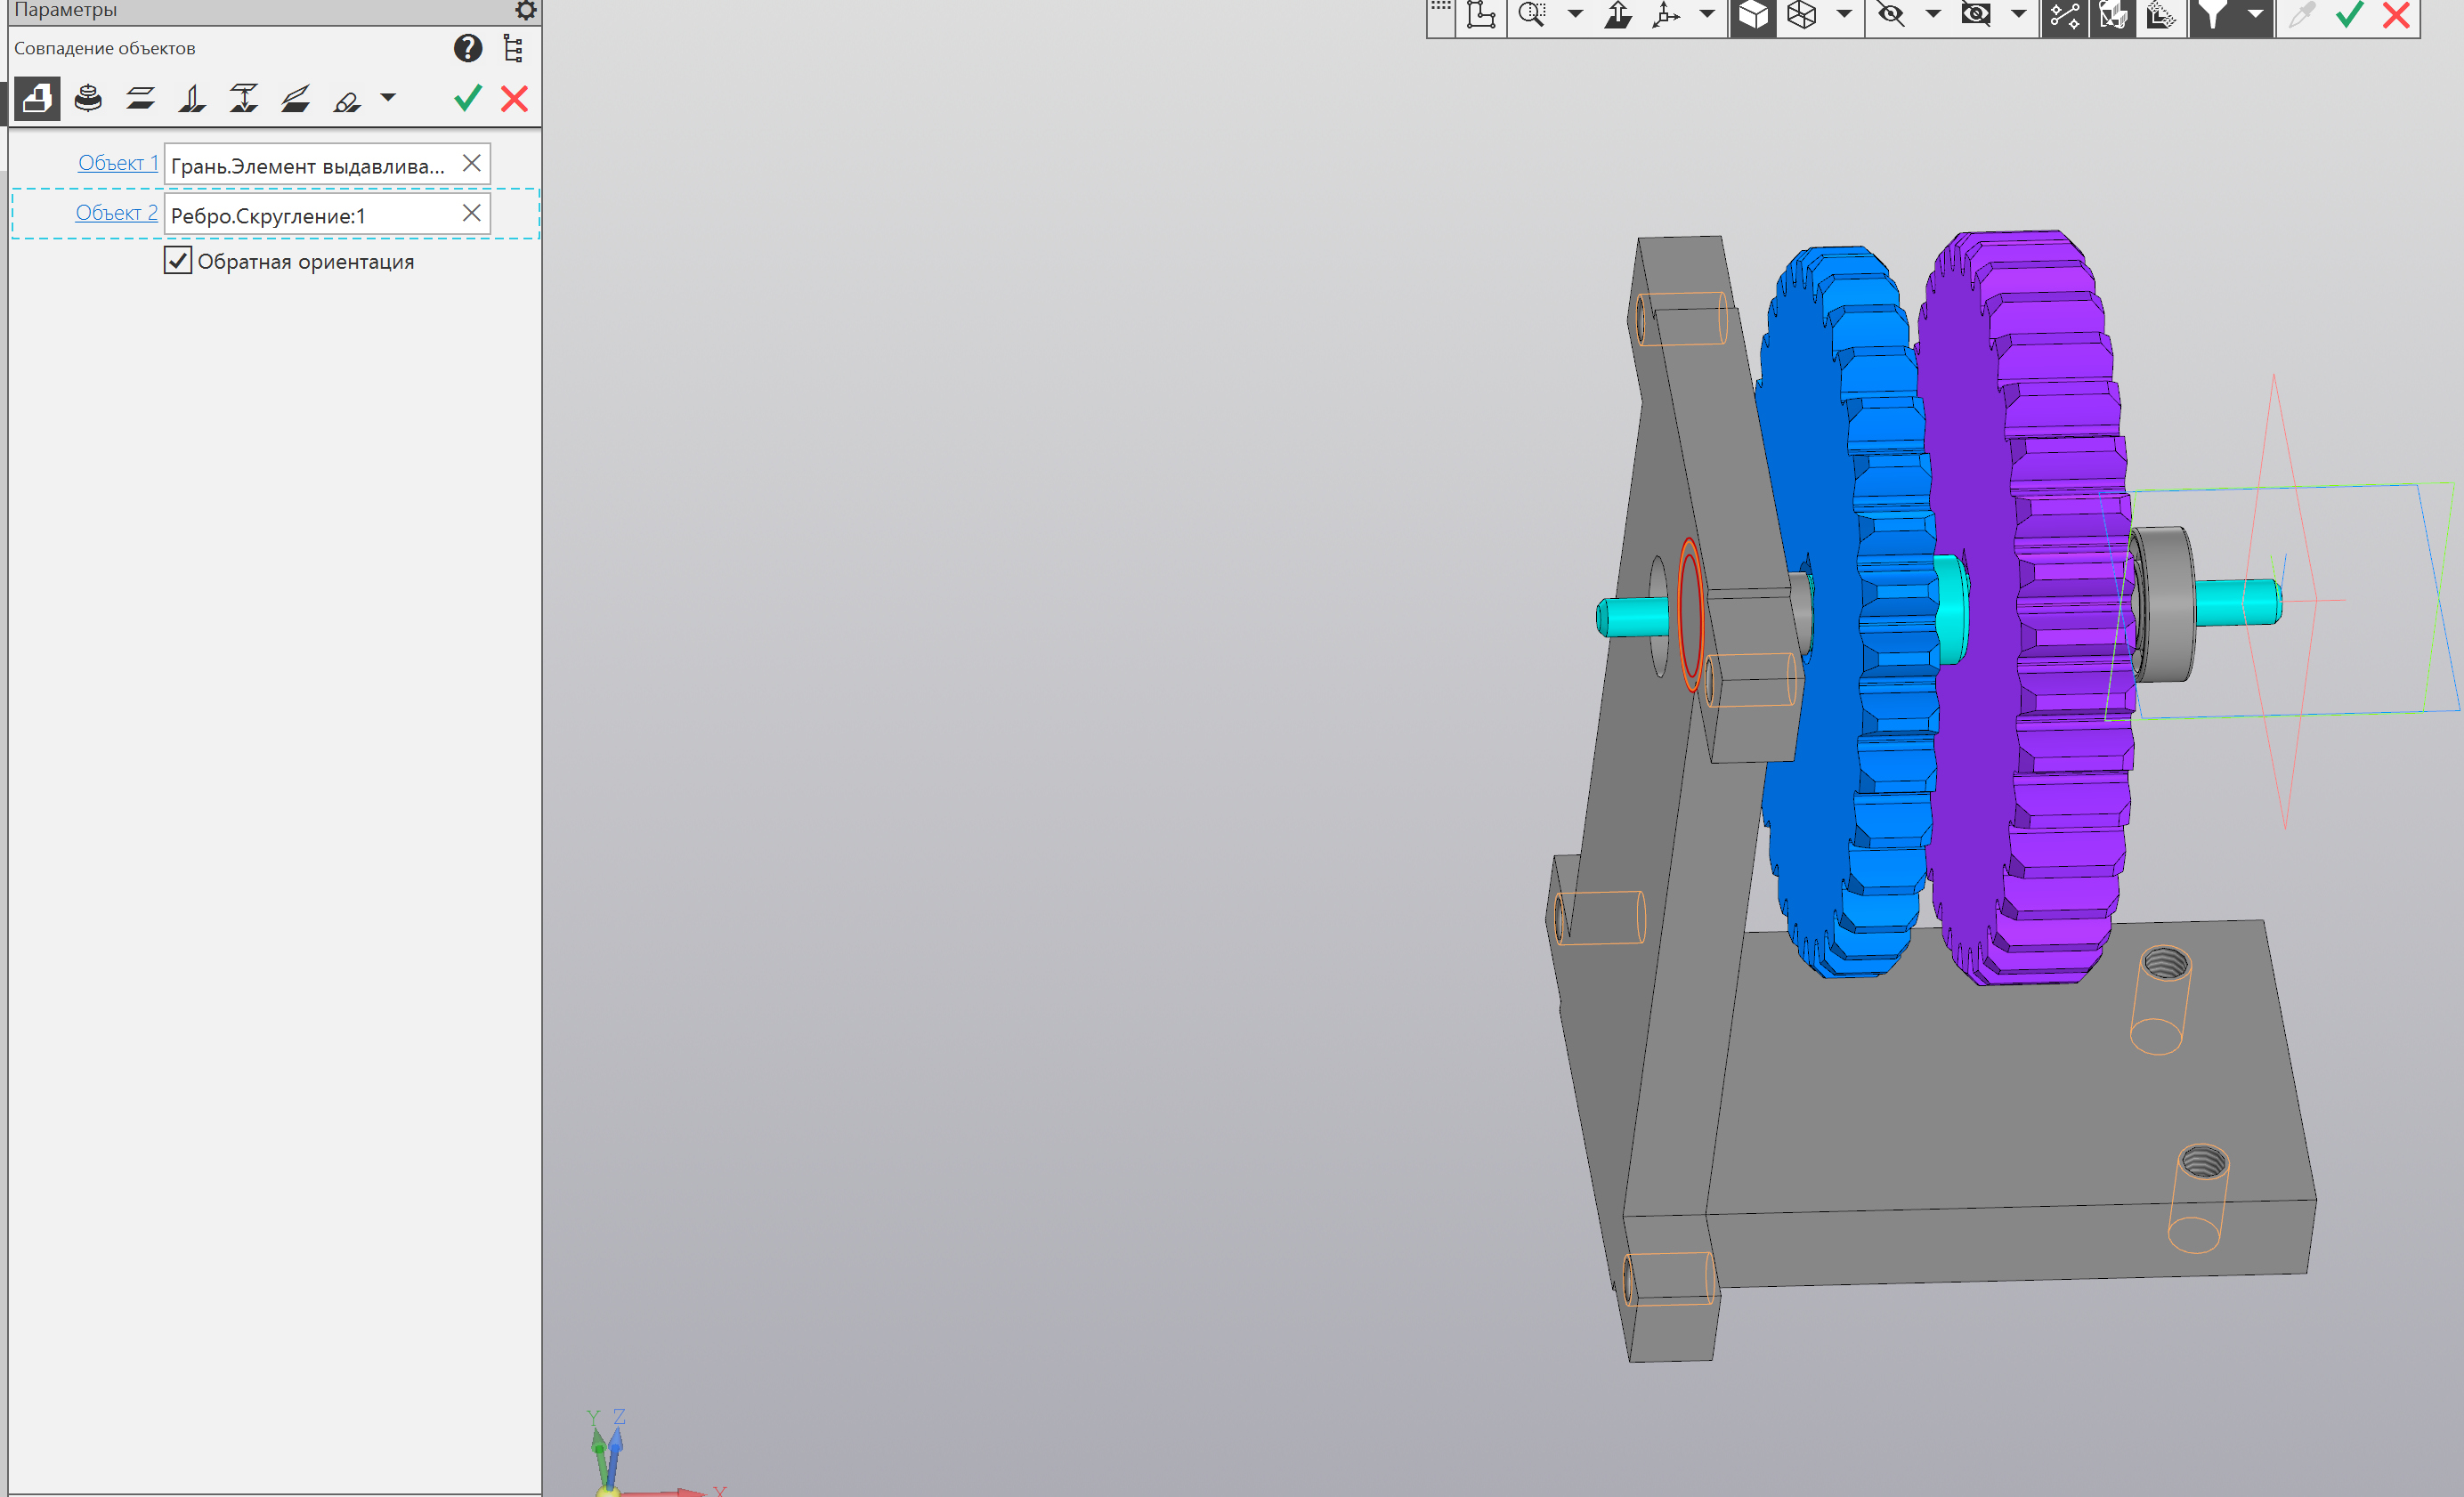 Параметры
Совпадение объектов
Объект 1 Грань.Элемент выдавлива...
Объект 2 Ребро.Скругление:1
Обратная ориентация
Y Z
X